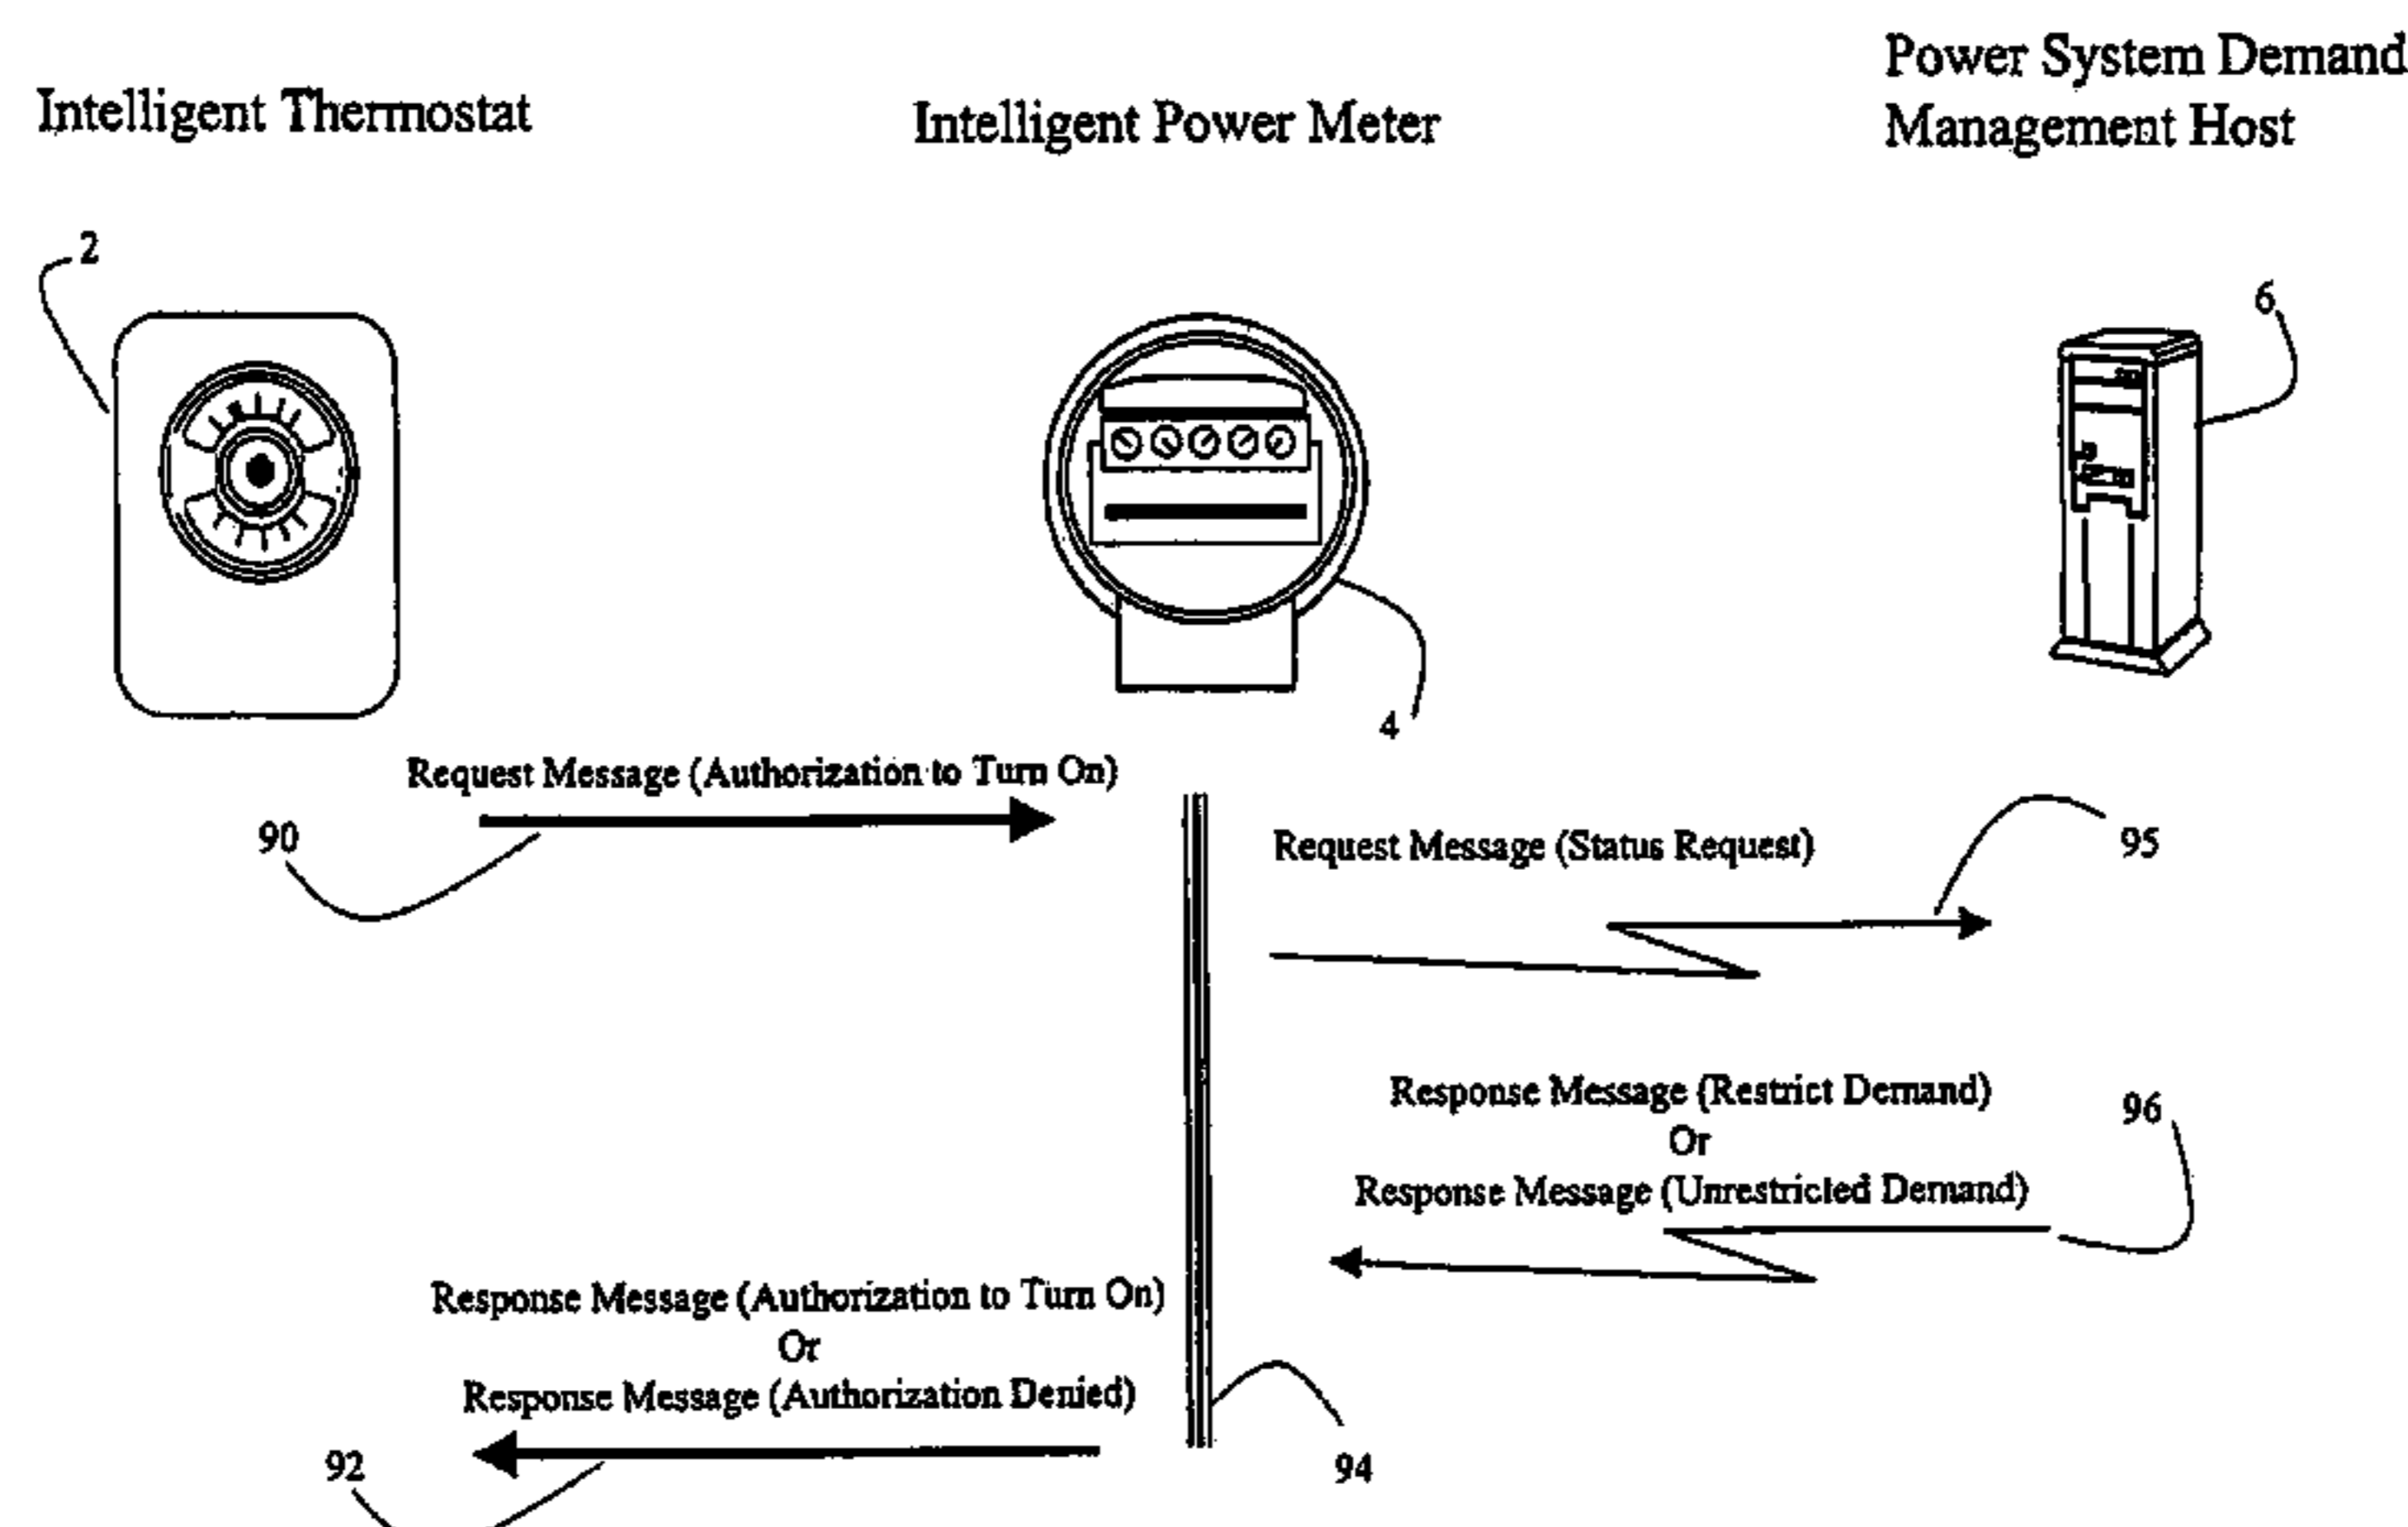 Intelligent Thermostat
Intelligent Power Meter
Power System Demand
Management Host
2
4
6
Request Message (Authorization to Turn On)
90
Request Message (Status Request)
95
Response Message (Restrict Demand)
Or
Response Message (Unrestricted Demand)
96
Response Message (Authorization to Turn On)
Or
Response Message (Authorization Denied)
92
94